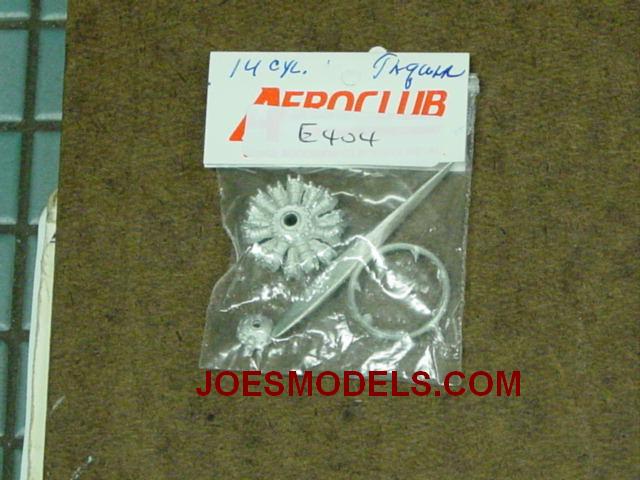 14 CYL. JAguar
AEROCLUB
E404
JOESMODELS.COM